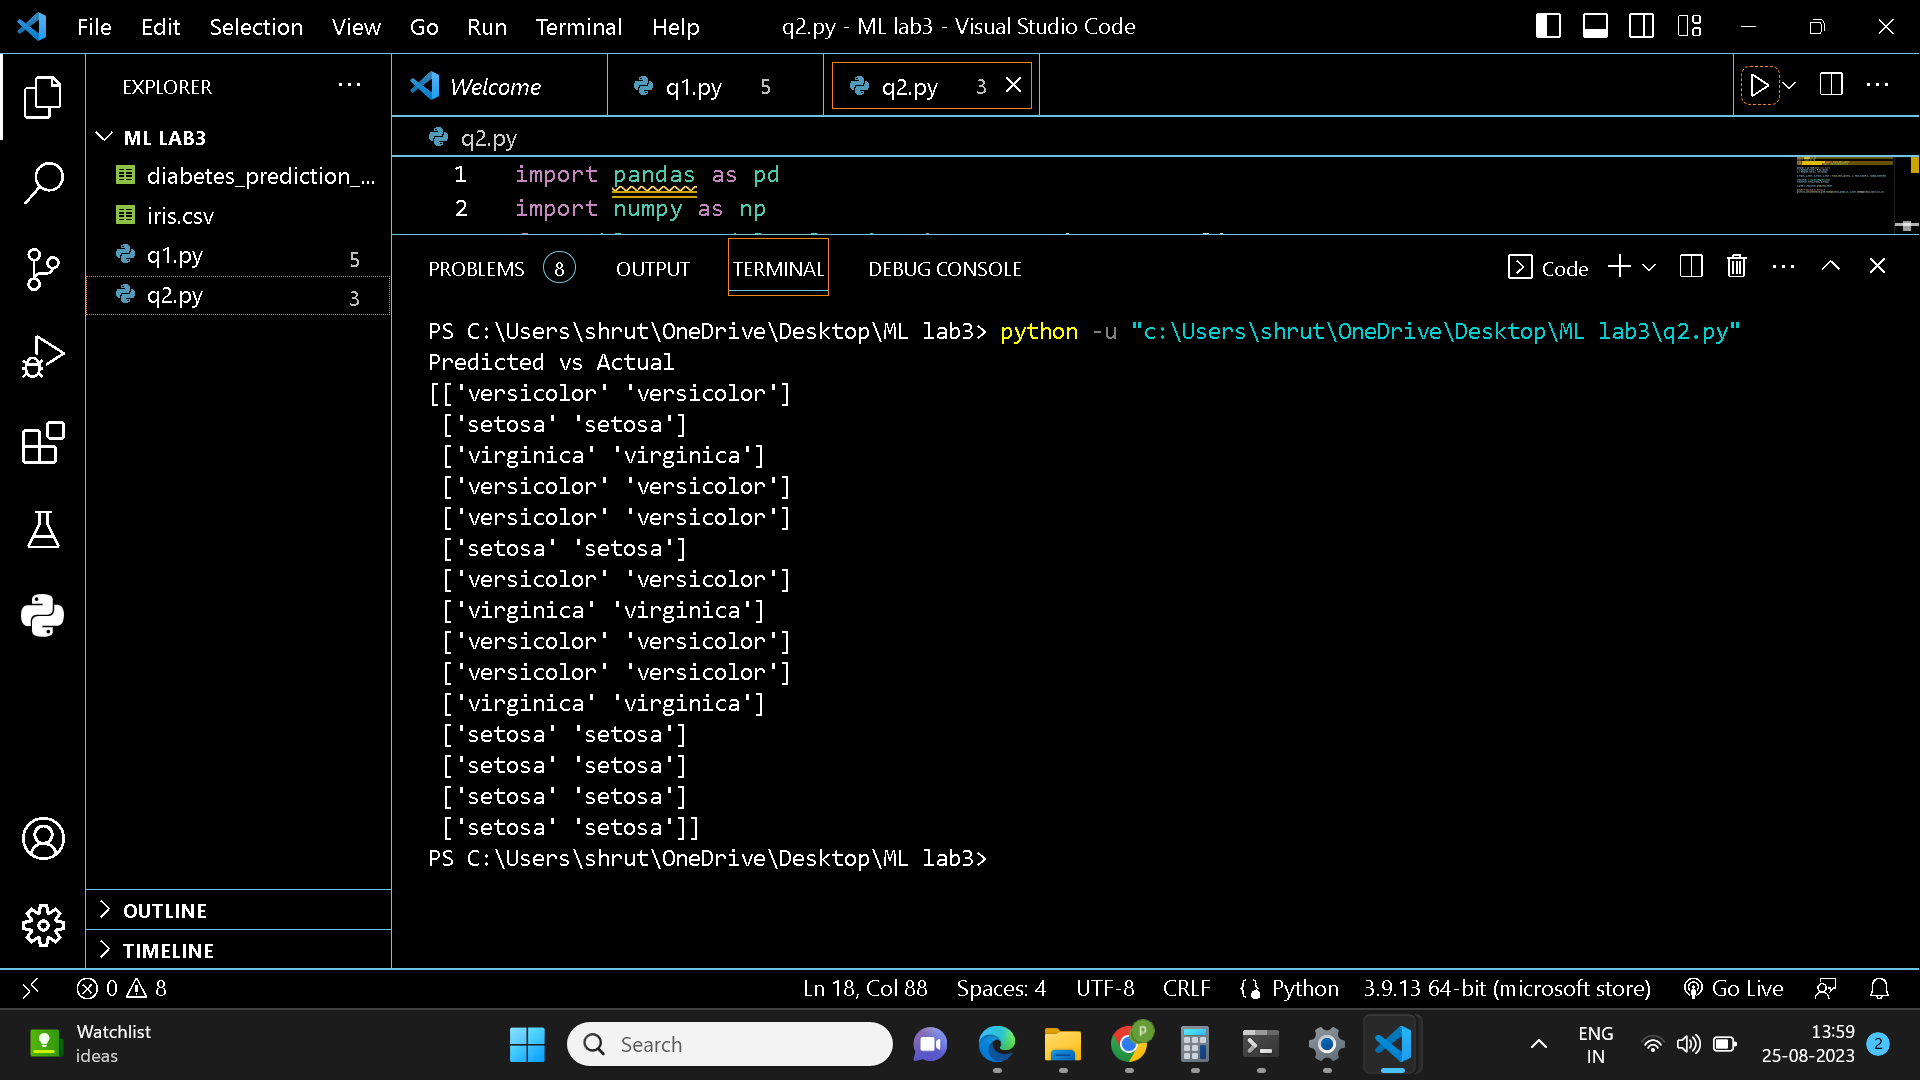 File Edit Selection View Go Run Terminal Help q2.py - ML lab3 - Visual Studio Code
EXPLORER
Welcome q1.py 5 q2.py 3
ML LAB3
diabetes_prediction_...
iris.csv
q1.py 5
q2.py 3
OUTLINE
TIMELINE
q2.py
1 import pandas as pd
2 import numpy as np
PROBLEMS 8 OUTPUT TERMINAL DEBUG CONSOLE Code
PS C:\Users\shrut\OneDrive\Desktop\ML lab3> python -u "c:\Users\shrut\OneDrive\Desktop\ML lab3\q2.py"
Predicted vs Actual
[['versicolor' 'versicolor']
['setosa' 'setosa']
['virginica' 'virginica']
['versicolor' 'versicolor']
['versicolor' 'versicolor']
['setosa' 'setosa']
['versicolor' 'versicolor']
['virginica' 'virginica']
['versicolor' 'versicolor']
['versicolor' 'versicolor']
['virginica' 'virginica']
['setosa' 'setosa']
['setosa' 'setosa']
['setosa' 'setosa']
['setosa' 'setosa']]
PS C:\Users\shrut\OneDrive\Desktop\ML lab3>
0 8 Ln 18, Col 88 Spaces: 4 UTF-8 CRLF Python 3.9.13 64-bit (microsoft store) Go Live
Watchlist
ideas
Search
P
ENG
IN
13:59
25-08-2023
2